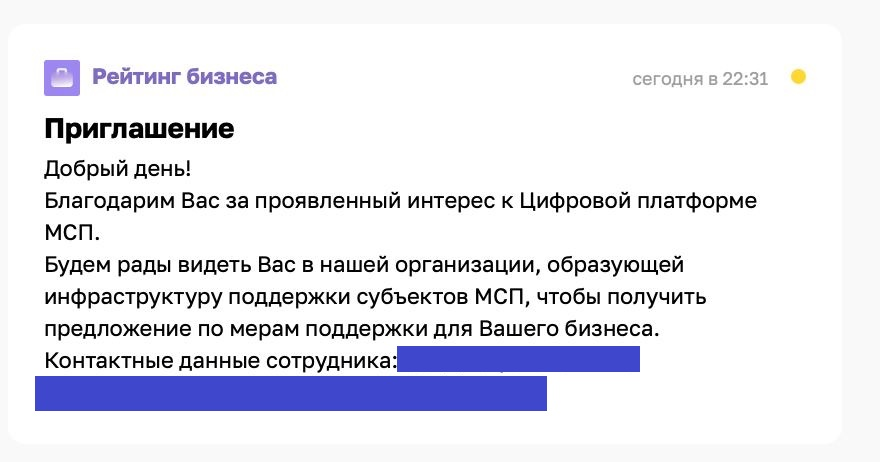 Рейтинг бизнеса
сегодня в 22:31
Приглашение
Добрый день!
Благодарим Вас за проявленный интерес к Цифровой платформе
МСП.
Будем рады видеть Вас в нашей организации, образующей
инфраструктуру поддержки субъектов МСП, чтобы получить
предложение по мерам поддержки для Вашего бизнеса.
Контактные данные сотрудника: